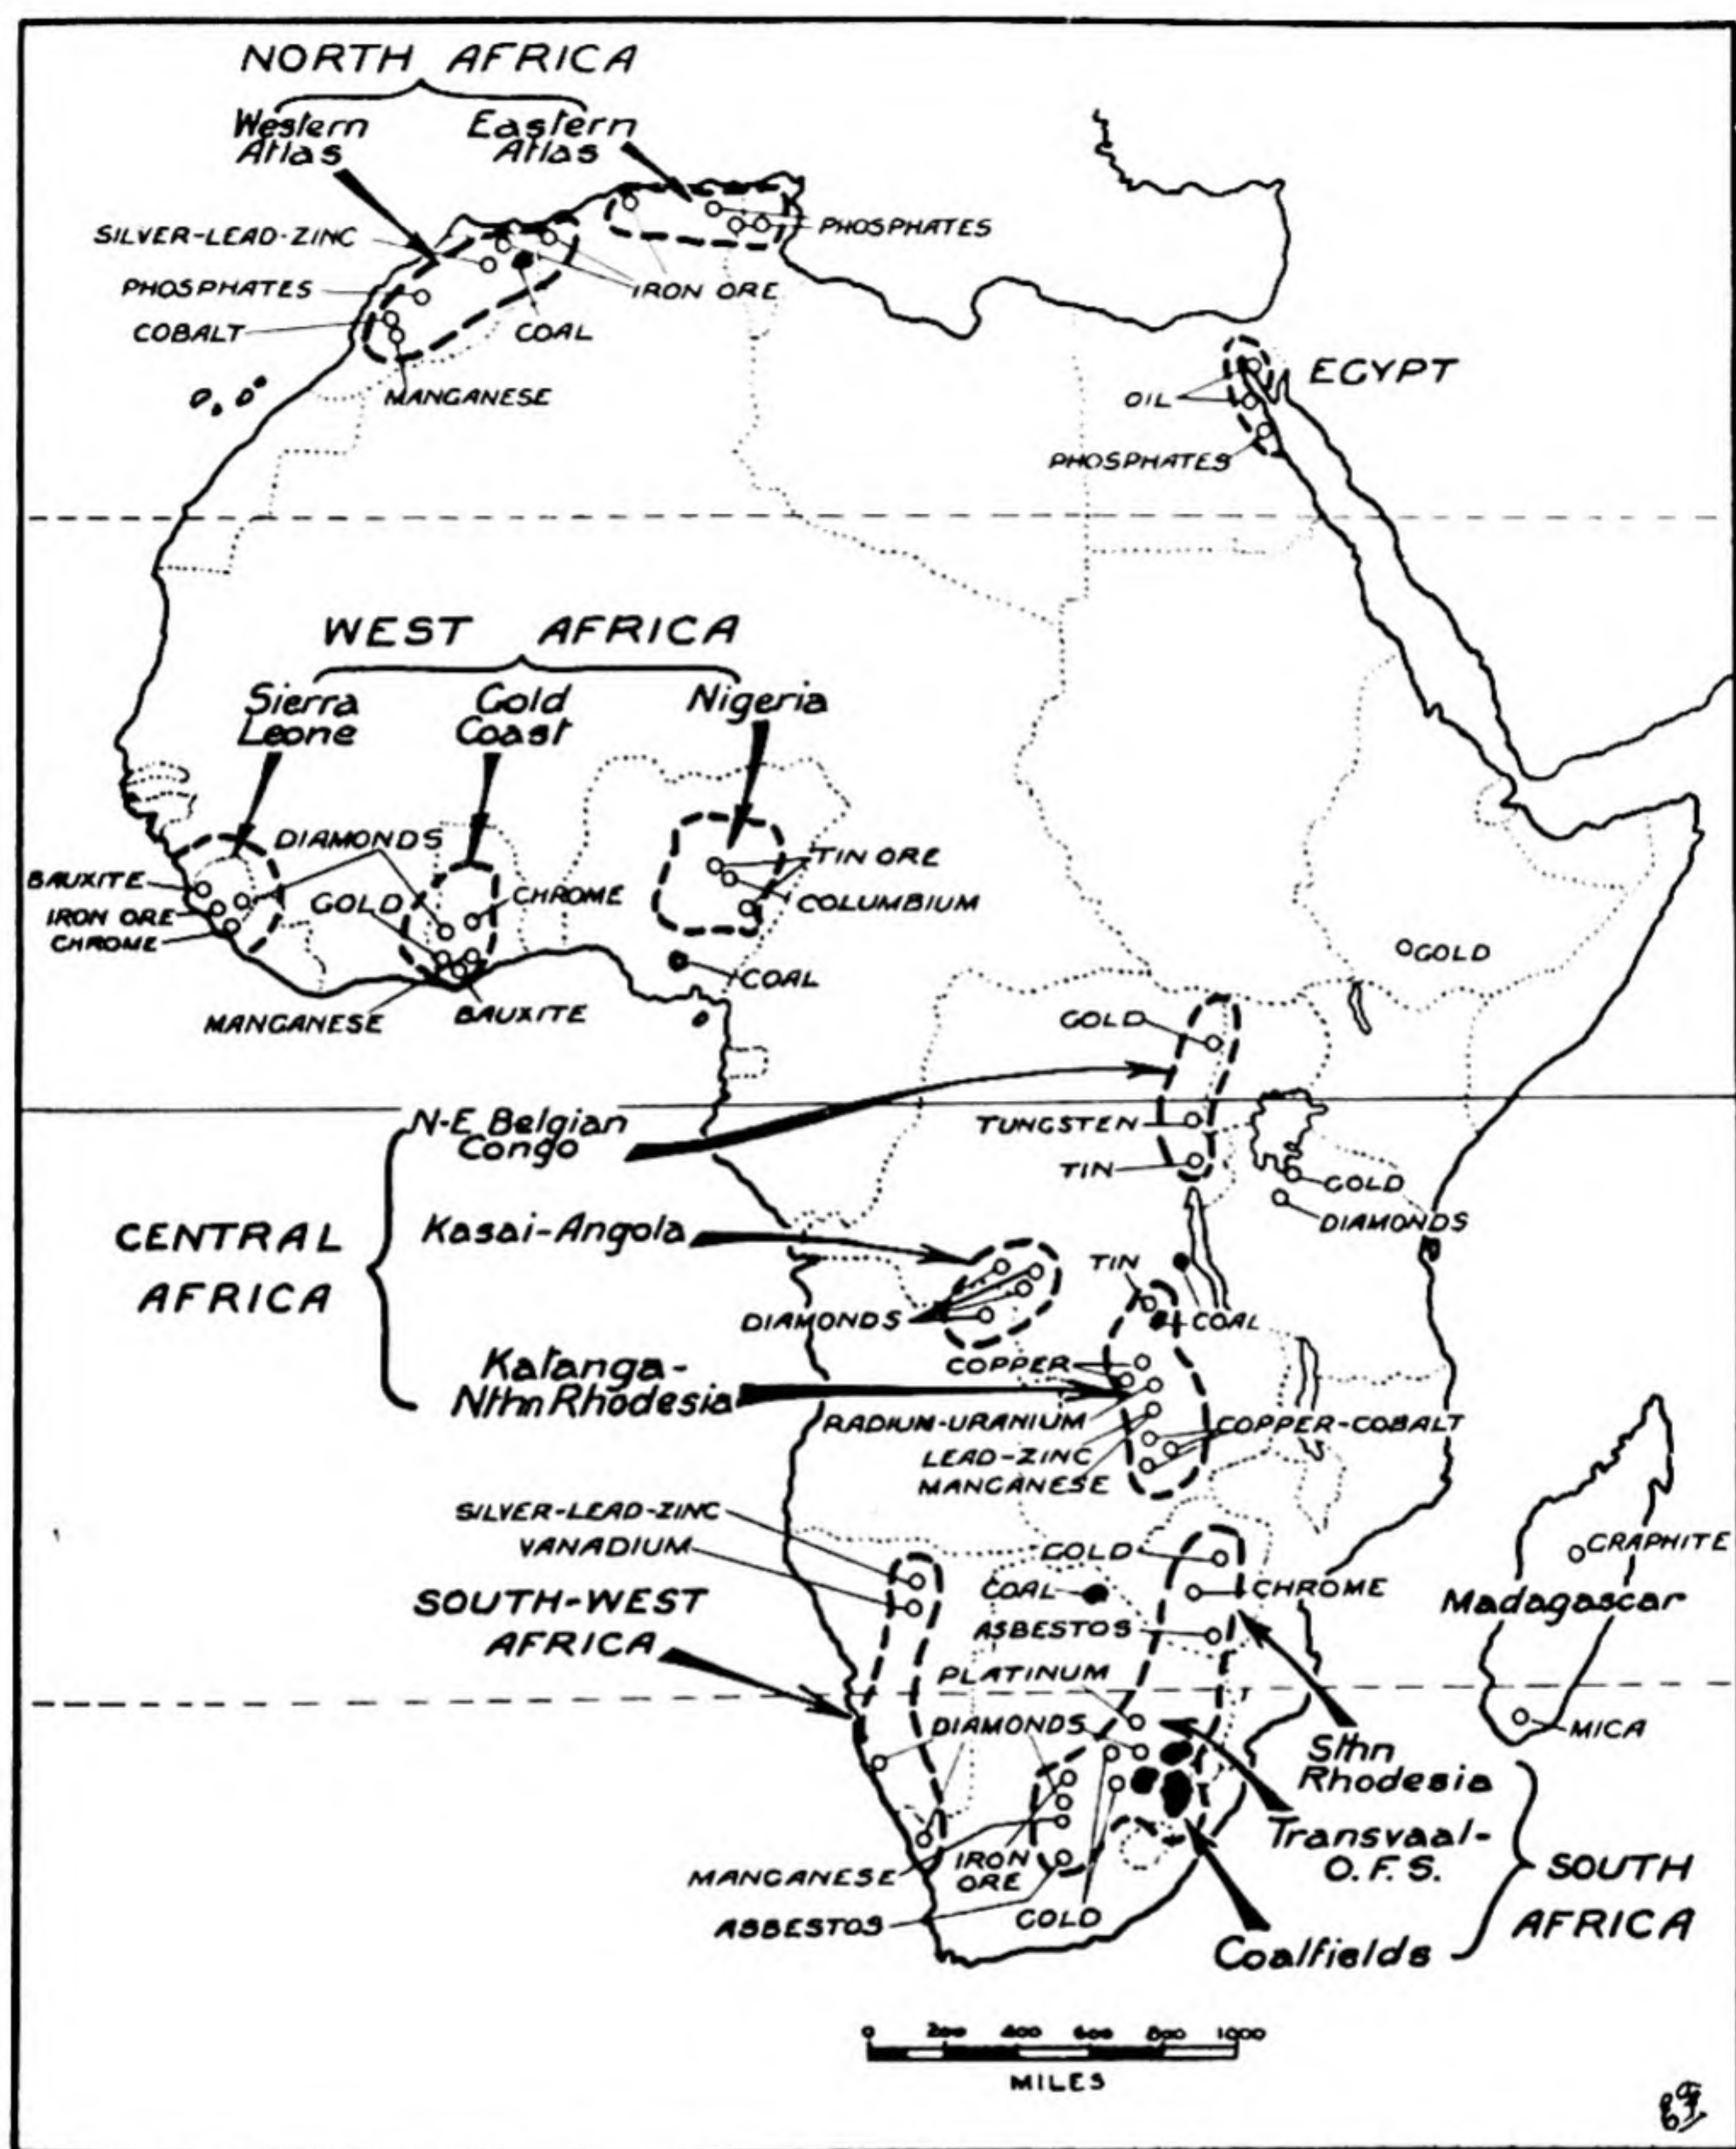 NORTH AFRICA
Western
Atlas
Eastern
Atlas
SILVER-LEAD-ZINC
PHOSPHATES
PHOSPHATES
IRON ORE
COBALT
COAL
MANGANESE
EGYPT
OIL
PHOSPHATES
WEST AFRICA
Sierra
Leone
Gold
Coast
Nigeria
DIAMONDS
TIN ORE
BAUXITE
GOLD
CHROME
COLUMBIUM
IRON ORE
CHROME
GOLD
COAL
MANGANESE
BAUXITE
GOLD
N-E Belgian
Congo
TUNGSTEN
TIN
GOLD
DIAMONDS
CENTRAL
AFRICA
Kasai-Angola
TIN
DIAMONDS
COAL
Katanga-
Nthn Rhodesia
COPPER
RADIUM-URANIUM
COPPER-COBALT
LEAD-ZINC
MANGANESE
SILVER-LEAD-ZINC
VANADIUM
GOLD
GRAPHITE
COAL
CHROME
Madagascar
SOUTH-WEST
AFRICA
ASBESTOS
PLATINUM
DIAMONDS
MICA
Sthn
Rhodesia
Transvaal-
O.F.S.
MANGANESE
IRON
ORE
SOUTH
AFRICA
ASBESTOS
GOLD
Coalfields
0 200 400 600 800 1000
MILES